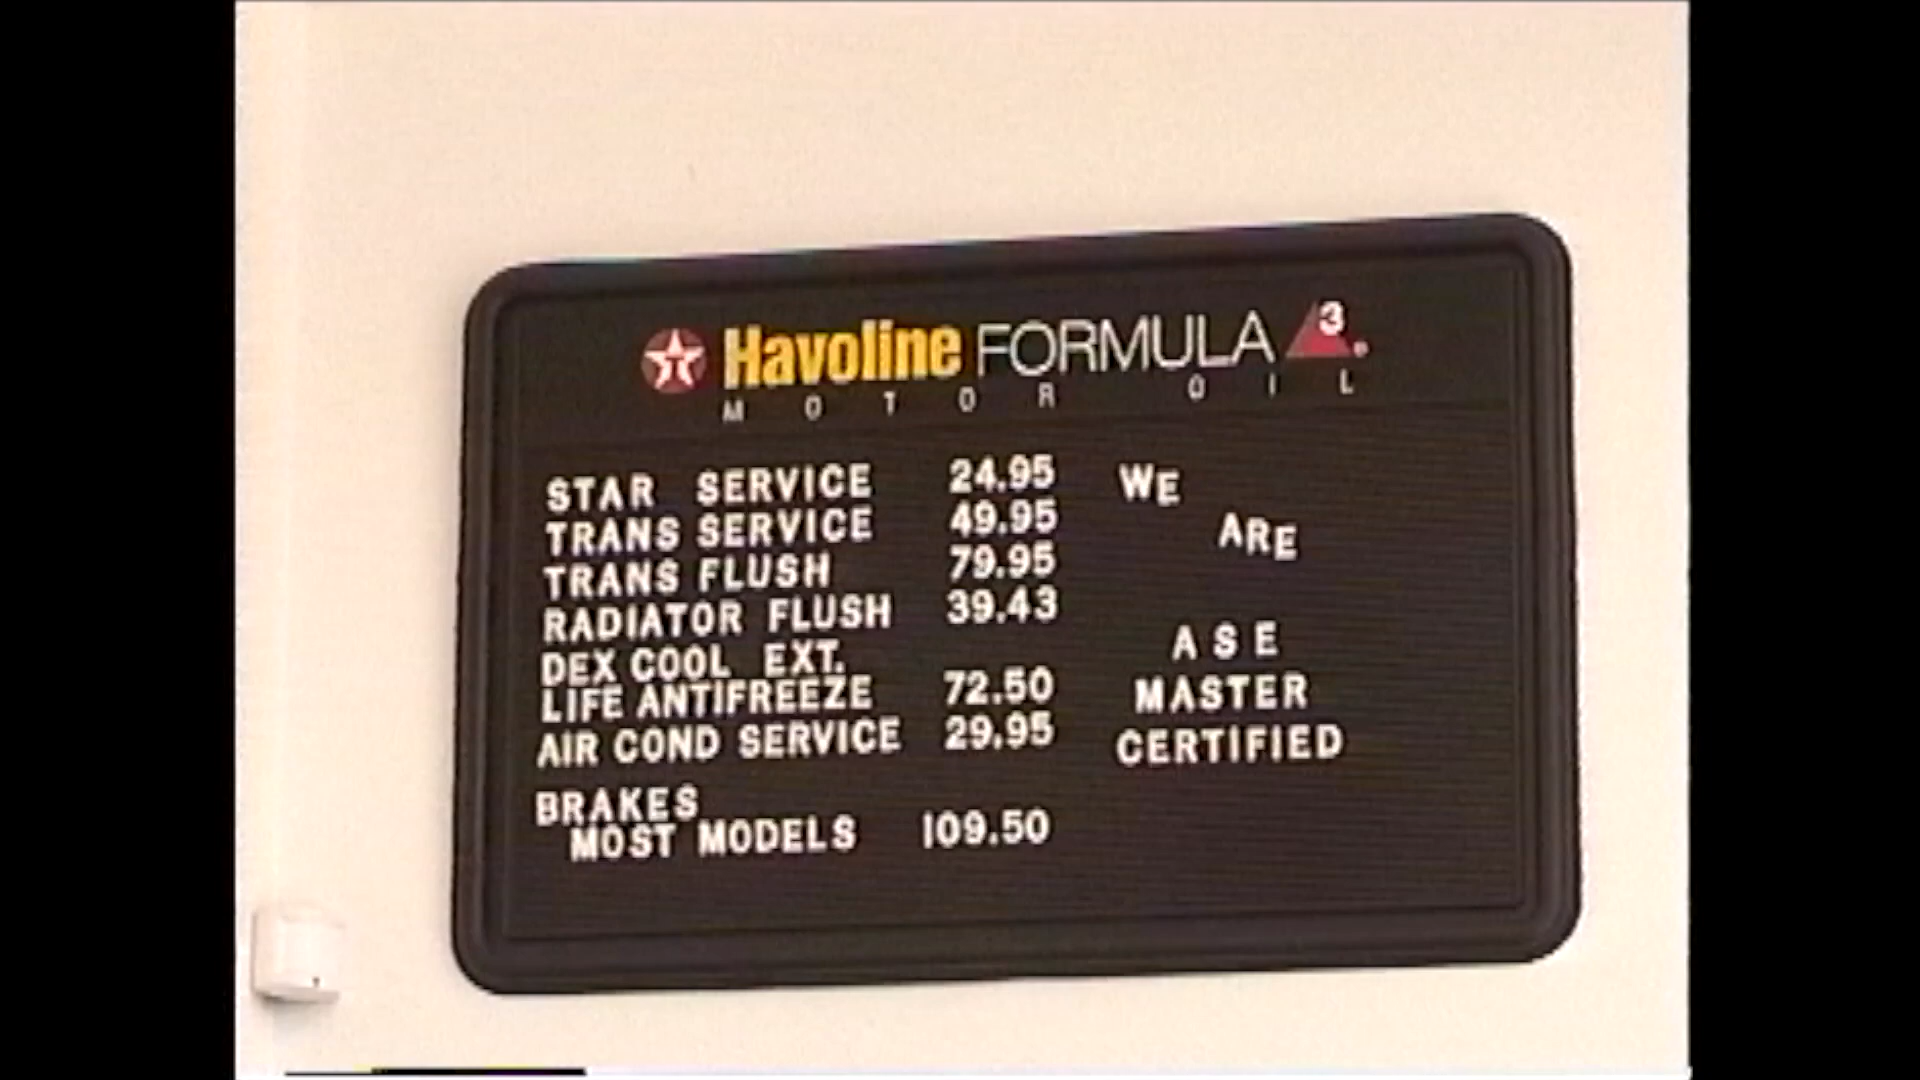 Havoline FORMULA 3
MOTOR OIL
STAR SERVICE 24.95
TRANS SERVICE 49.95
TRANS FLUSH 79.95
RADIATOR FLUSH 39.43
DEX COOL EXT.
LIFE ANTIFREEZE 72.50
AIR COND SERVICE 29.95
BRAKES
MOST MODELS 109.50
WE
ARE
ASE
MASTER
CERTIFIED